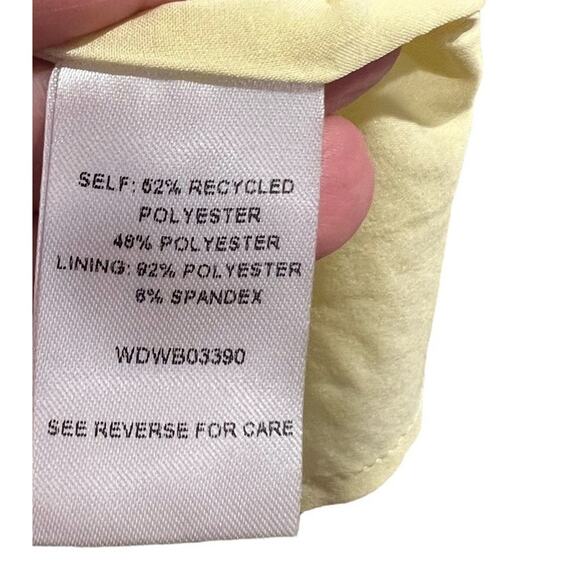 SELF: 52% RECYCLED
POLYESTER
48% POLYESTER
LINING: 92% POLYESTER
8% SPANDEX
WDWB03390
SEE REVERSE FOR CARE